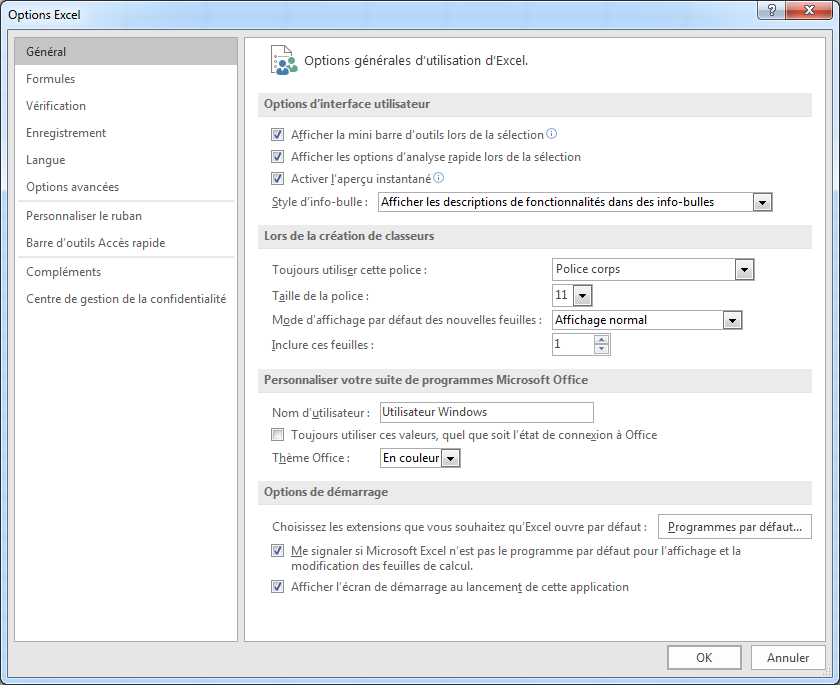 Options Excel
?
Général
Formules
Vérification
Enregistrement
Langue
Options avancées
Personnaliser le ruban
Barre d'outils Accès rapide
Compléments
Centre de gestion de la confidentialité
Options générales d'utilisation d'Excel.
Options d'interface utilisateur
Afficher la mini barre d'outils lors de la sélection
Afficher les options d'analyse rapide lors de la sélection
Activer l'aperçu instantané
Style d'info-bulle : Afficher les descriptions de fonctionnalités dans des info-bulles
Lors de la création de classeurs
Toujours utiliser cette police : Police corps
Taille de la police : 11
Mode d'affichage par défaut des nouvelles feuilles : Affichage normal
Inclure ces feuilles : 1
Personnaliser votre suite de programmes Microsoft Office
Nom d'utilisateur : Utilisateur Windows
Toujours utiliser ces valeurs, quel que soit l'état de connexion à Office
Thème Office : En couleur
Options de démarrage
Choisissez les extensions que vous souhaitez qu'Excel ouvre par défaut : Programmes par défaut...
Me signaler si Microsoft Excel n'est pas le programme par défaut pour l'affichage et la
modification des feuilles de calcul.
Afficher l'écran de démarrage au lancement de cette application
OK Annuler